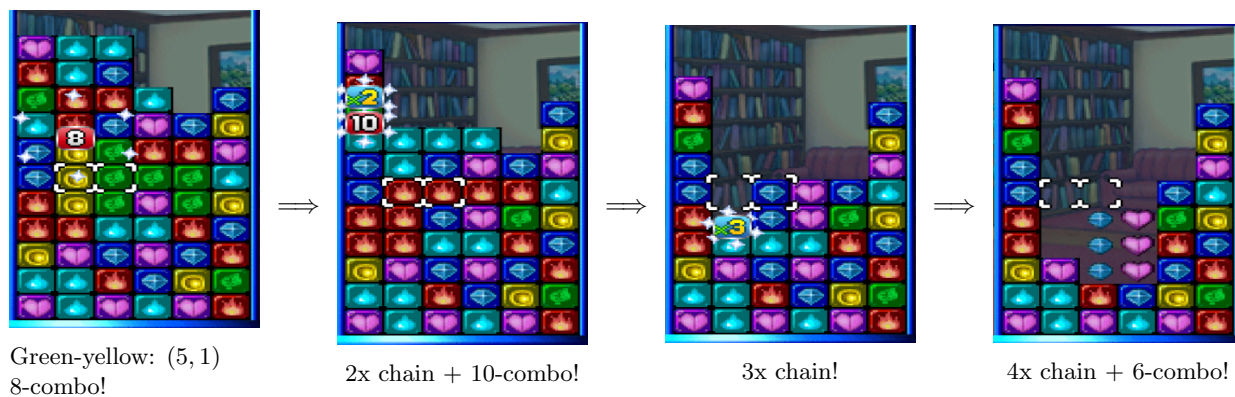 8
x2
10
x3
⟹
⟹
⟹
Green-yellow: (5, 1)
8-combo!
2x chain + 10-combo!
3x chain!
4x chain + 6-combo!